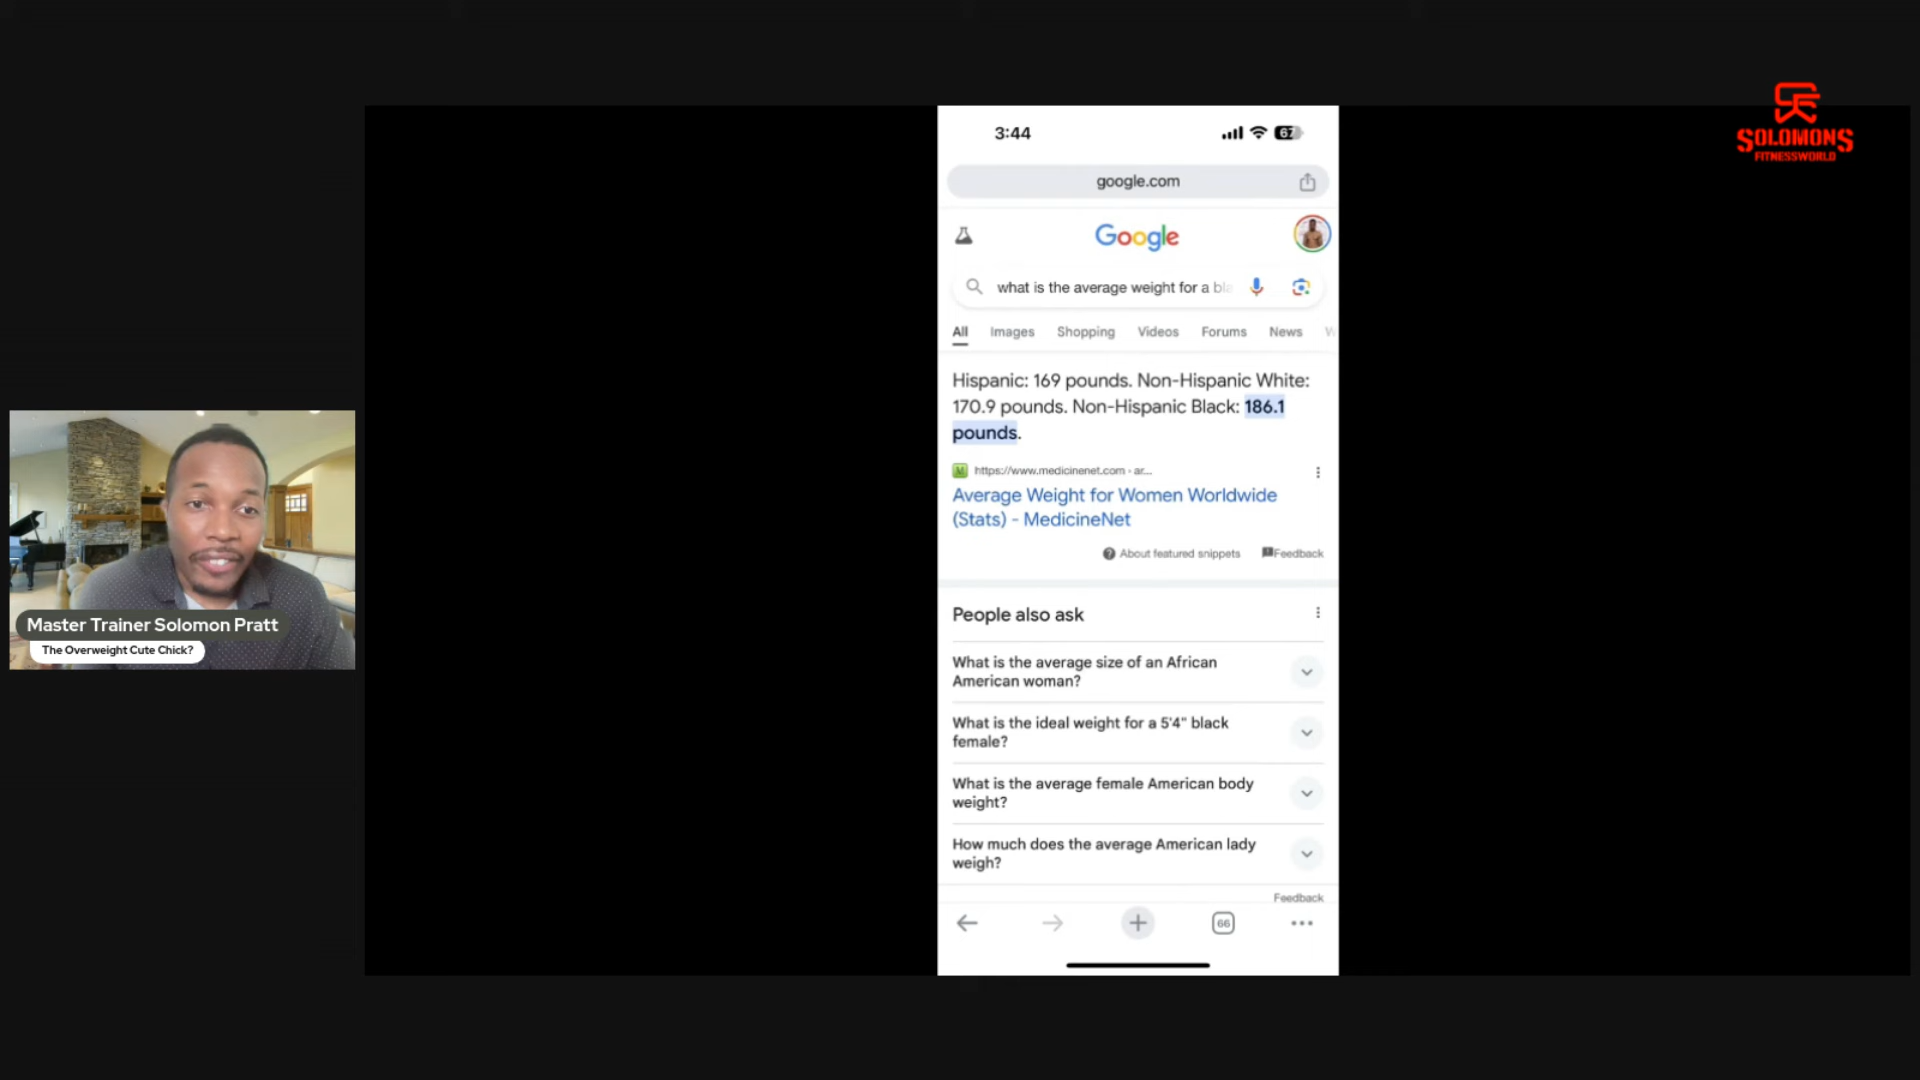 3:44
67
google.com
Google
what is the average weight for a bla
All Images Shopping Videos Forums News W
Hispanic: 169 pounds. Non-Hispanic White:
170.9 pounds. Non-Hispanic Black: 186.1
pounds.
https://www.medicinenet.com › ar...
Average Weight for Women Worldwide
(Stats) - MedicineNet
About featured snippets Feedback
People also ask
What is the average size of an African
American woman?
What is the ideal weight for a 5'4" black
female?
What is the average female American body
weight?
How much does the average American lady
weigh?
Feedback
66
SOLOMONS
FITNESSWORLD
Master Trainer Solomon Pratt
The Overweight Cute Chick?